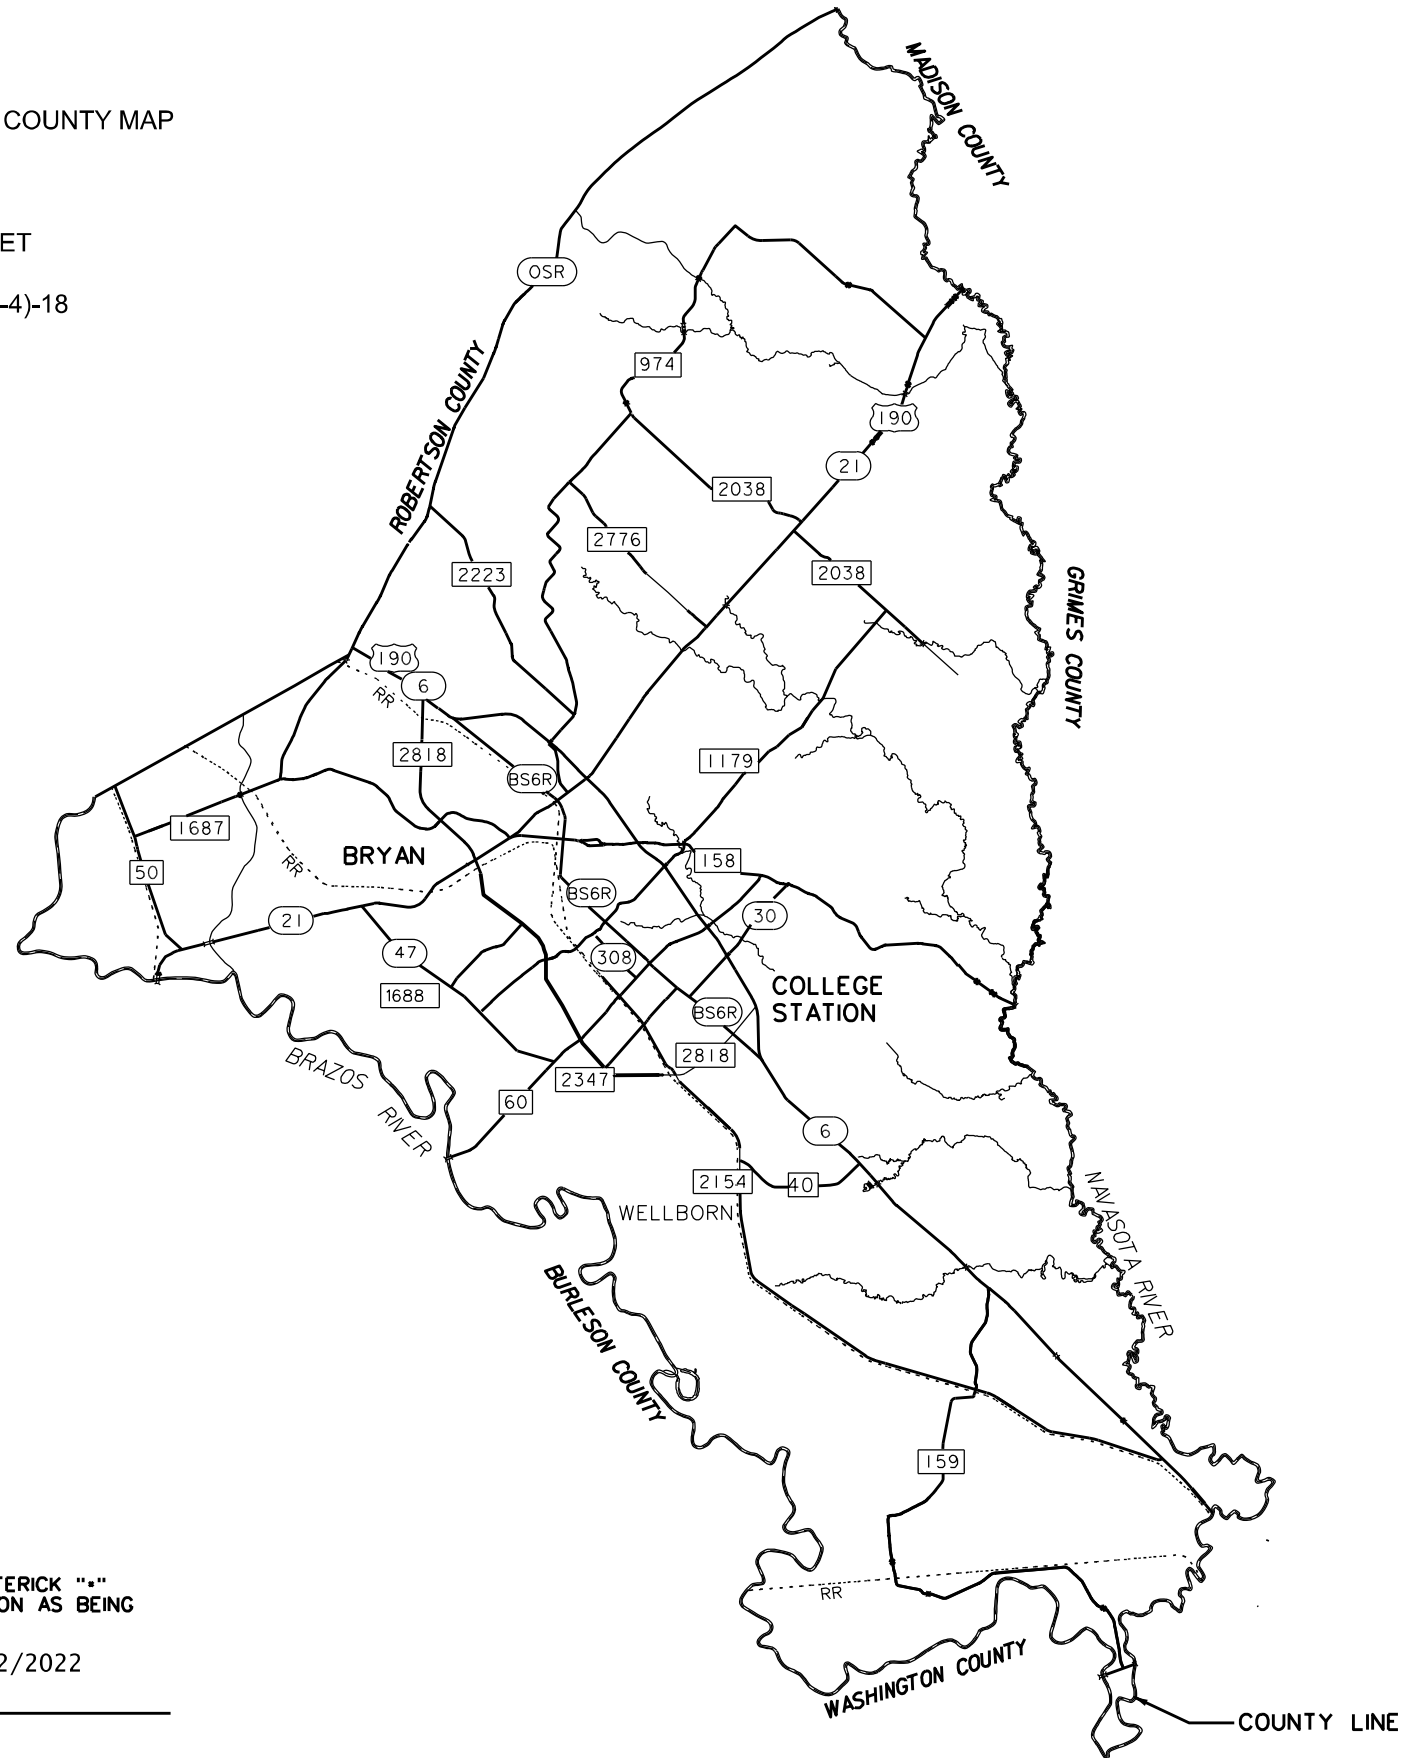 COUNTY MAP
ET
-4)-18
MADISON COUNTY
OSR
ROBERTSON COUNTY
974
190
21
2038
2776
2038
2223
GRIMES COUNTY
190
6
RR
2818
BS6R
1179
1687
RR
BRYAN
50
158
BS6R
30
21
47
308
1688
COLLEGE
STATION
BS6R
2818
2347
60
BRAZOS
RIVER
6
2154
40
WELLBORN
NAVASOTA RIVER
BURLESON COUNTY
159
RR
TERICK "*"
ON AS BEING
2/2022
WASHINGTON COUNTY
COUNTY LINE